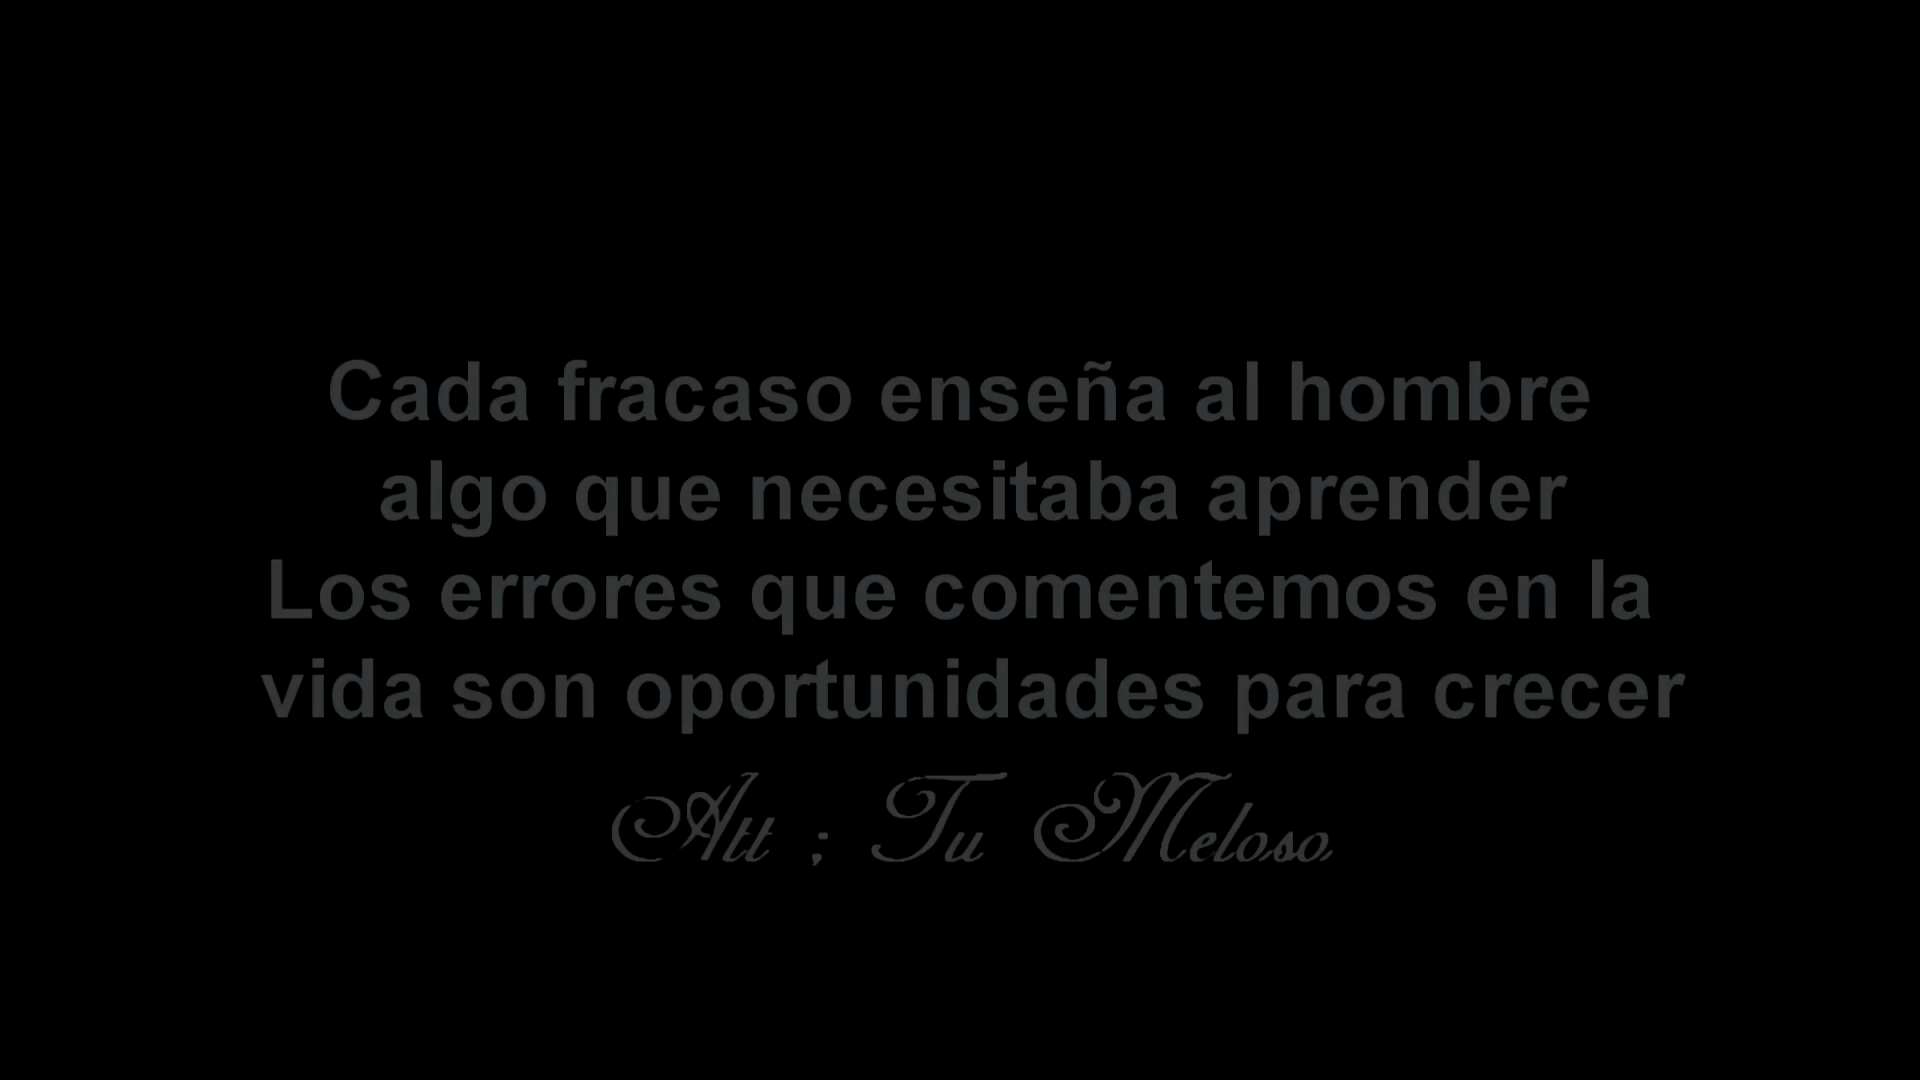 Cada fracaso enseña al hombre
algo que necesitaba aprender
Los errores que comentemos en la
vida son oportunidades para crecer
Att ; Tu Meloso